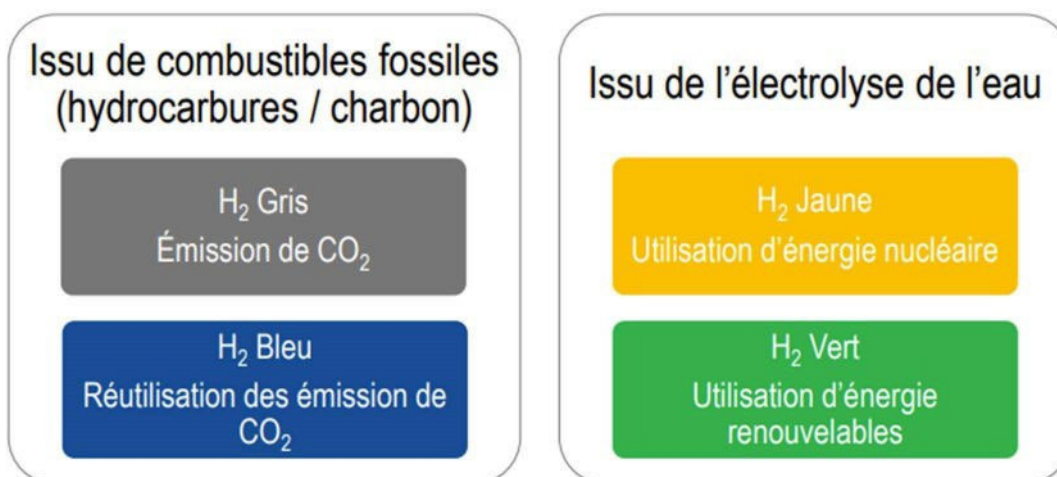 Issu de combustibles fossiles
(hydrocarbures / charbon)
H₂ Gris
Émission de CO₂
H₂ Bleu
Réutilisation des émission de
CO₂
Issu de l’électrolyse de l’eau
H₂ Jaune
Utilisation d’énergie nucléaire
H₂ Vert
Utilisation d’énergie
renouvelables